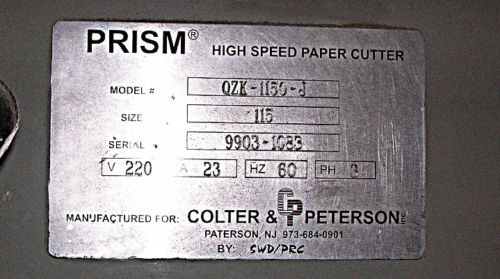 PRISM® HIGH SPEED PAPER CUTTER
MODEL # QZK-1150-J
SIZE 115
SERIAL 9903-1083
V 220 A 23 HZ 60 PH 3
MANUFACTURED FOR: COLTER & PETERSON INC
PATERSON, NJ 973-684-0901
BY: SWD/PRC